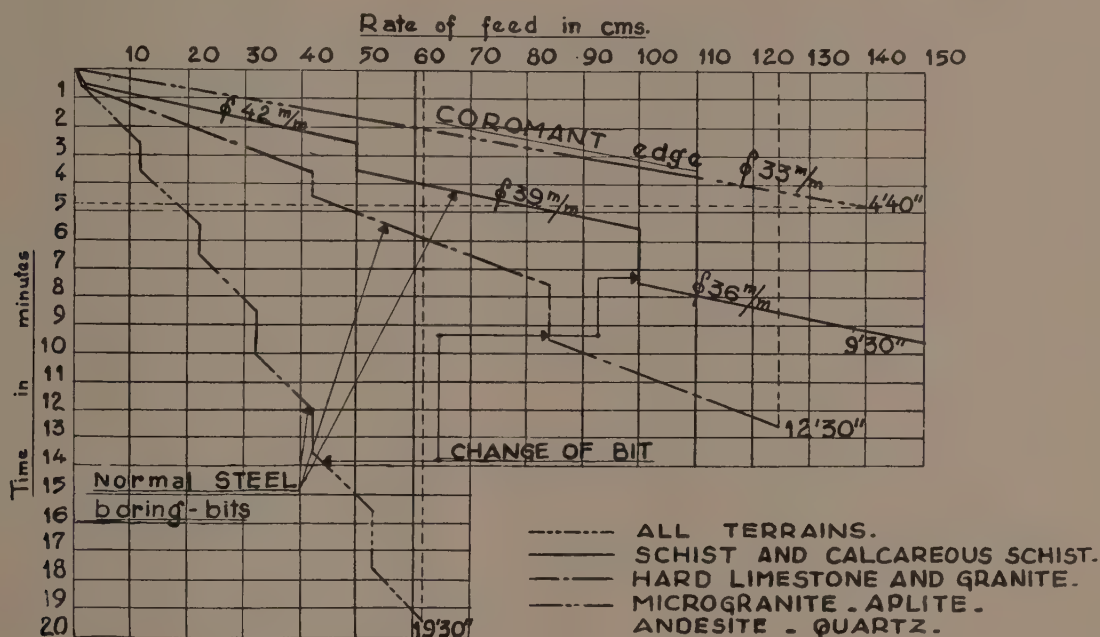 Rate of feed in cms.
10 20 30 40 50 60 70 80 90 100 110 120 130 140 150
1
2
3
4
5
6
7
8
9
10
11
12
13
14
15
16
17
18
19
20
Time in minutes
ϕ 42 m/m
COROMANT edge
ϕ 33 m/m
4'40"
ϕ 39 m/m
ϕ 36 m/m
9'30"
12'30"
CHANGE OF BIT
Normal STEEL
boring-bits
19'30"
ALL TERRAINS.
SCHIST AND CALCAREOUS SCHIST.
HARD LIMESTONE AND GRANITE.
MICROGRANITE. APLITE.
ANDESITE - QUARTZ.